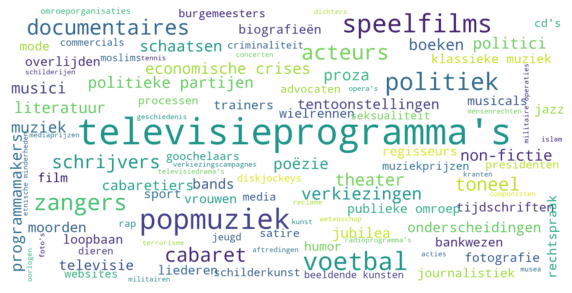 omroeporganisaties
burgemeesters
dichters
documentaires
biografieën
speelfilms
cd's
mode
commercials
schaatsen
criminaliteit
concerten
acteurs
boeken
politici
overlijden
moslims
tennis
klassieke muziek
schilderijen
economische crises
opera's
musici
politieke partijen
advocaten
proza
politiek
militaire operaties
literatuur
processen
trainers
tentoonstellingen
musicals
mensenrechten
jazz
geschiedenis
wielrennen
seksualiteit
muziek
mediaprijzen
televisieprogramma's
islam
programmamakers
etnische minderheden
schrijvers
goochelaars
verkiezingscampagnes
televisiedrama's
poëzie
regisseurs
muziekprijzen
non-fictie
presidenten
kranten
film
cabaretiers
bands
diskjockeys
theater
toneel
componisten
zangers
sport
vrouwen
media
reclame
verkiezingen
publieke omroep
tijdschriften
rechtspraak
moorden
rap
popmuziek
jeugd
satire
kunst
wetenschap
jubilea
onderscheidingen
loopbaan
foto's
dieren
terrorisme
cabaret
aftredingen
humor
radioprogramma's
bankwezen
oorlogen
televisie
websites
liederen
schilderkunst
voetbal
acties
fotografie
militairen
beeldende kunsten
journalistiek
musea